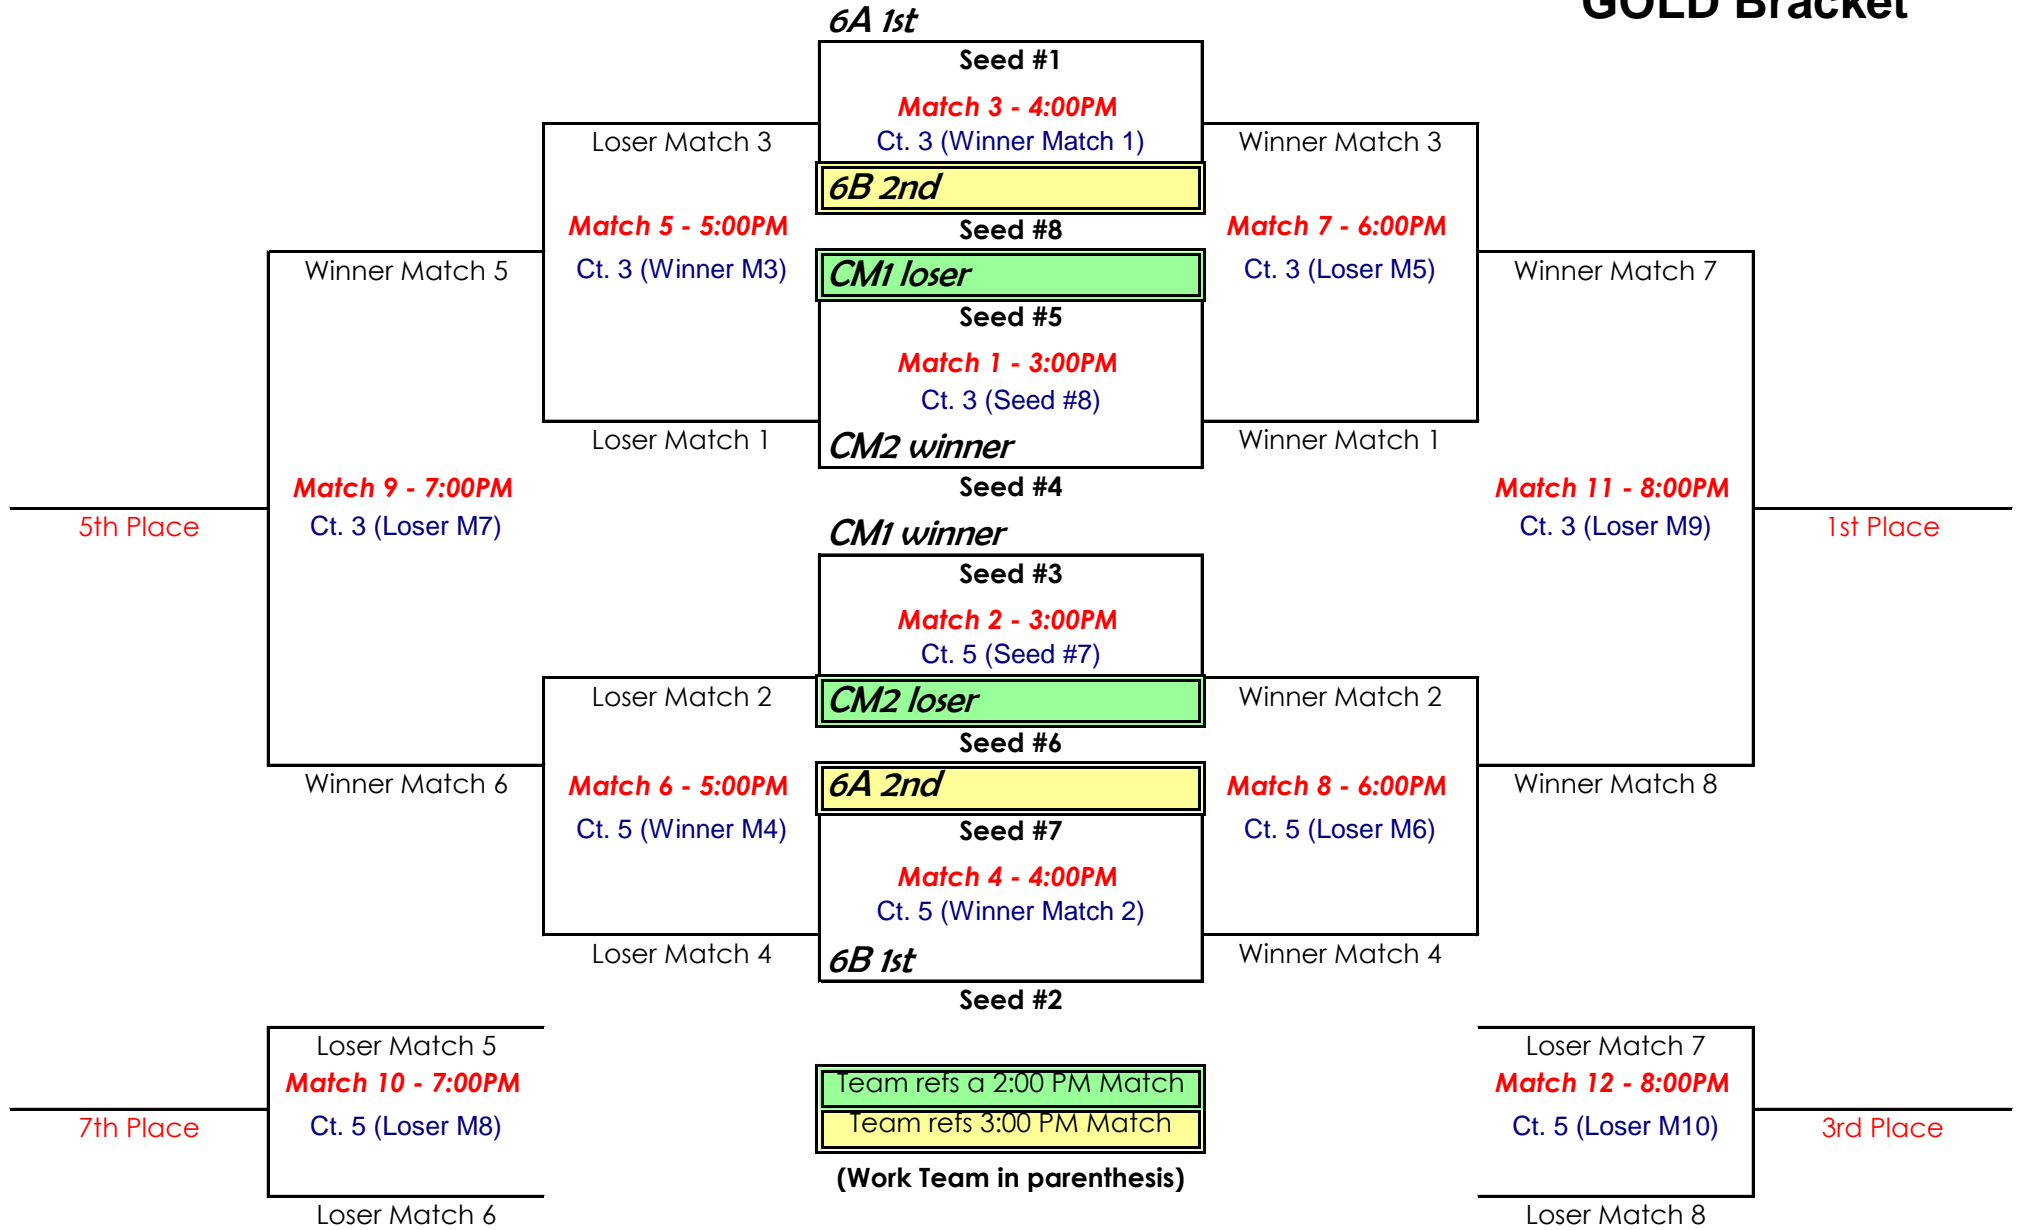 GOLD Bracket
6A 1st
Seed #1
Match 3 - 4:00PM
Loser Match 3
Ct. 3 (Winner Match 1)
Winner Match 3
6B 2nd
Match 5 - 5:00PM
Seed #8
Match 7 - 6:00PM
Winner Match 5
Ct. 3 (Winner M3)
CM1 loser
Ct. 3 (Loser M5)
Winner Match 7
Seed #5
Match 1 - 3:00PM
Ct. 3 (Seed #8)
Loser Match 1
CM2 winner
Winner Match 1
Match 9 - 7:00PM
Seed #4
Match 11 - 8:00PM
5th Place
Ct. 3 (Loser M7)
CM1 winner
Ct. 3 (Loser M9)
1st Place
Seed #3
Match 2 - 3:00PM
Ct. 5 (Seed #7)
Loser Match 2
CM2 loser
Winner Match 2
Seed #6
Winner Match 6
Match 6 - 5:00PM
6A 2nd
Match 8 - 6:00PM
Winner Match 8
Ct. 5 (Winner M4)
Seed #7
Ct. 5 (Loser M6)
Match 4 - 4:00PM
Ct. 5 (Winner Match 2)
Loser Match 4
6B 1st
Winner Match 4
Seed #2
Loser Match 5
Loser Match 7
Match 10 - 7:00PM
Team refs a 2:00 PM Match
Match 12 - 8:00PM
7th Place
Ct. 5 (Loser M8)
Team refs 3:00 PM Match
Ct. 5 (Loser M10)
3rd Place
(Work Team in parenthesis)
Loser Match 6
Loser Match 8